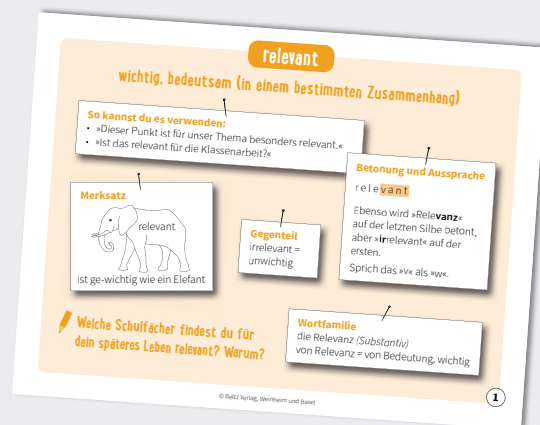 relevant
wichtig, bedeutsam (in einem bestimmten Zusammenhang)
So kannst du es verwenden:
• »Dieser Punkt ist für unser Thema besonders relevant.«
• »Ist das relevant für die Klassenarbeit?«
Betonung und Aussprache
relevant
Ebenso wird »Relevanz«
auf der letzten Silbe betont,
aber »irrelevant« auf der
ersten.
Sprich das »v« als »w«.
Merksatz
relevant
ist ge-wichtig wie ein Elefant
Gegenteil
irrelevant =
unwichtig
Welche Schulfächer findest du für
dein späteres Leben relevant? Warum?
Wortfamilie
die Relevanz (Substantiv)
von Relevanz = von Bedeutung, wichtig
© Beltz Verlag, Weinheim und Basel
1